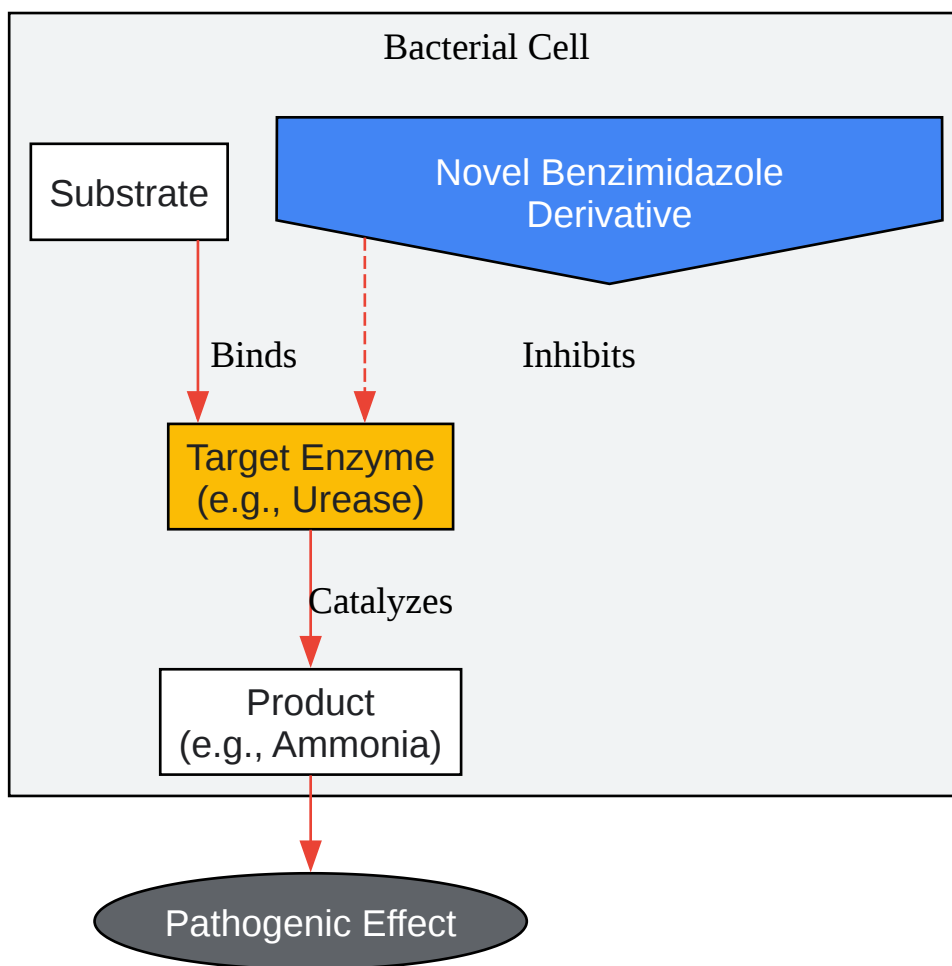 Bacterial Cell
Substrate
Novel Benzimidazole
Derivative
Binds
Inhibits
Target Enzyme
(e.g., Urease)
Catalyzes
Product
(e.g., Ammonia)
Pathogenic Effect